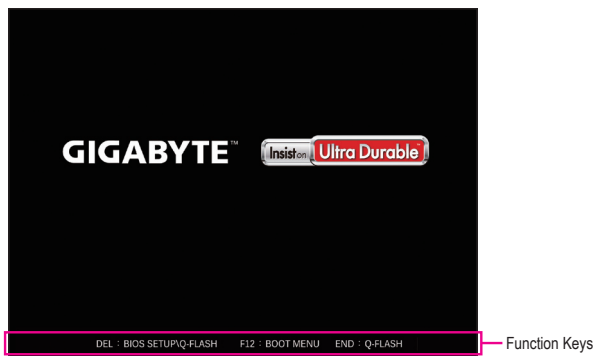 GIGABYTE™
Insist on Ultra Durable™
DEL : BIOS SETUP\Q-FLASH F12 : BOOT MENU END : Q-FLASH
Function Keys